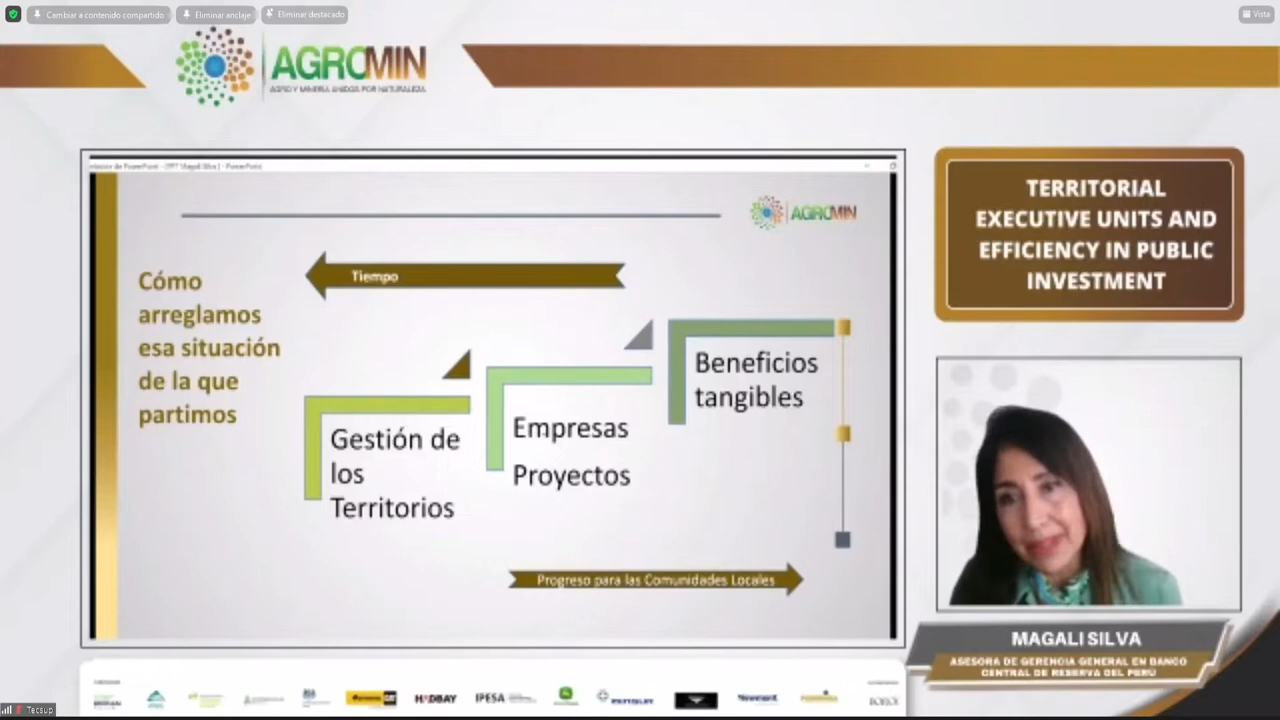 Cambiar a contenido compartido
Eliminar anclaje
Eliminar destacado
Vista
AGROMIN
AGRO Y MINERÍA UNIDOS POR NATURALEZA
AGROMIN
Cómo
arreglamos
esa situación
de la que
partimos
Tiempo
Gestión de
los
Territorios
Empresas
Proyectos
Beneficios
tangibles
Progreso para las Comunidades Locales
TERRITORIAL
EXECUTIVE UNITS AND
EFFICIENCY IN PUBLIC
INVESTMENT
MAGALI SILVA
ASESORA DE GERENCIA GENERAL EN BANCO
CENTRAL DE RESERVA DEL PERÚ
HADBAY
IPESA
Tecsup